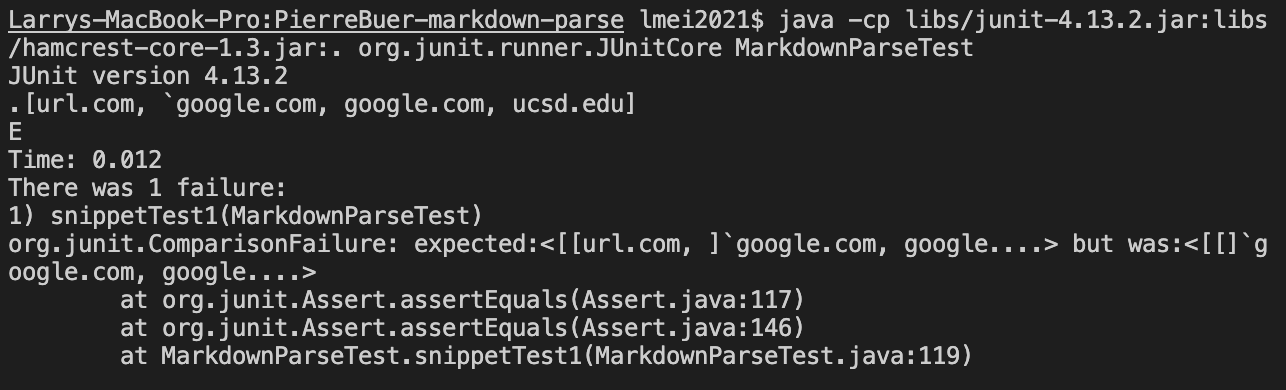 Larrys-MacBook-Pro:PierreBuer-markdown-parse lmei2021$ java -cp libs/junit-4.13.2.jar:libs
/hamcrest-core-1.3.jar:. org.junit.runner.JUnitCore MarkdownParseTest
JUnit version 4.13.2
.[url.com, `google.com, google.com, ucsd.edu]
E
Time: 0.012
There was 1 failure:
1) snippetTest1(MarkdownParseTest)
org.junit.ComparisonFailure: expected:<[[url.com, ]`google.com, google....> but was:<[[]`g
oogle.com, google....>
        at org.junit.Assert.assertEquals(Assert.java:117)
        at org.junit.Assert.assertEquals(Assert.java:146)
        at MarkdownParseTest.snippetTest1(MarkdownParseTest.java:119)